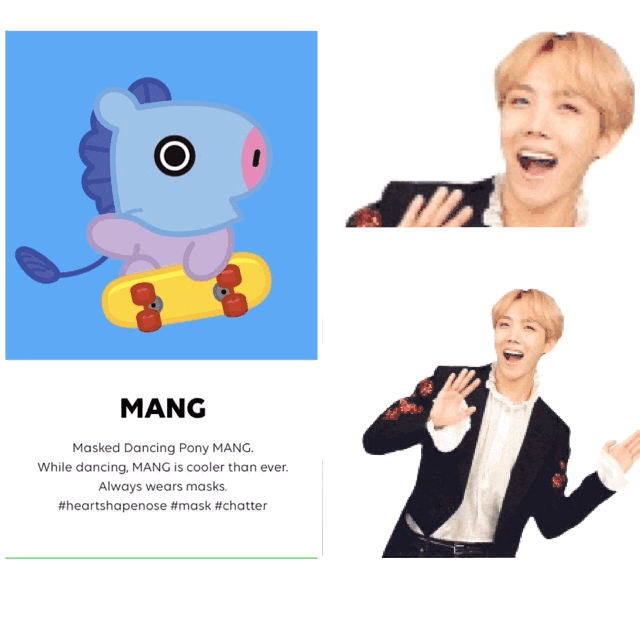 MANG
Masked Dancing Pony MANG.
While dancing, MANG is cooler than ever.
Always wears masks.
#heartshapenose #mask #chatter